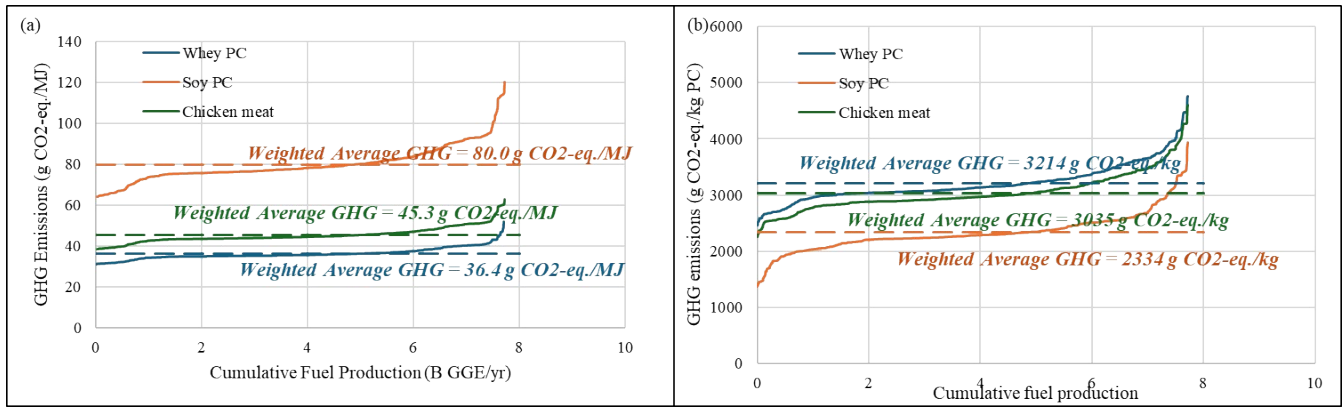 (a)
140
120
100
80
60
40
20
0
GHG Emissions (g CO2-eq./MJ)
Whey PC
Soy PC
Chicken meat
Weighted Average GHG = 80.0 g CO2-eq./MJ
Weighted Average GHG = 45.3 g CO2-eq./MJ
Weighted Average GHG = 36.4 g CO2-eq./MJ
0 2 4 6 8 10
Cumulative Fuel Production (B GGE/yr)
(b)
6000
5000
4000
3000
2000
1000
0
GHG emissions (g CO2-eq./kg PC)
Whey PC
Soy PC
Chicken meat
Weighted Average GHG = 3214 g CO2-eq./kg
Weighted Average GHG = 3035 g CO2-eq./kg
Weighted Average GHG = 2334 g CO2-eq./kg
0 2 4 6 8 10
Cumulative fuel production